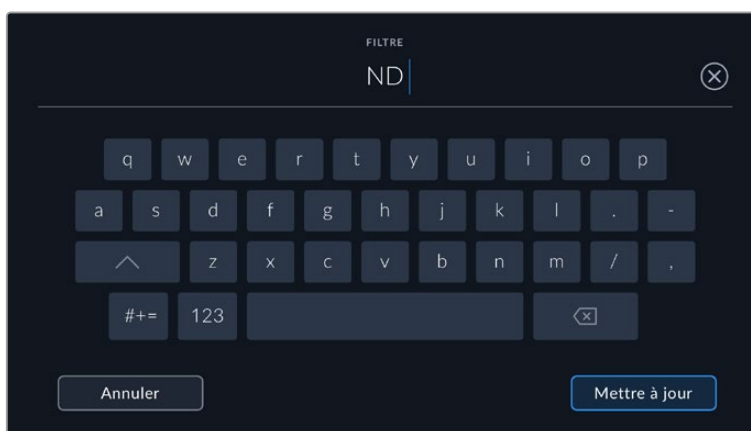 FILTRE
ND
q w e r t y u i o p
a s d f g h j k l . -
z x c v b n m / ,
#+= 123
Annuler Mettre à jour